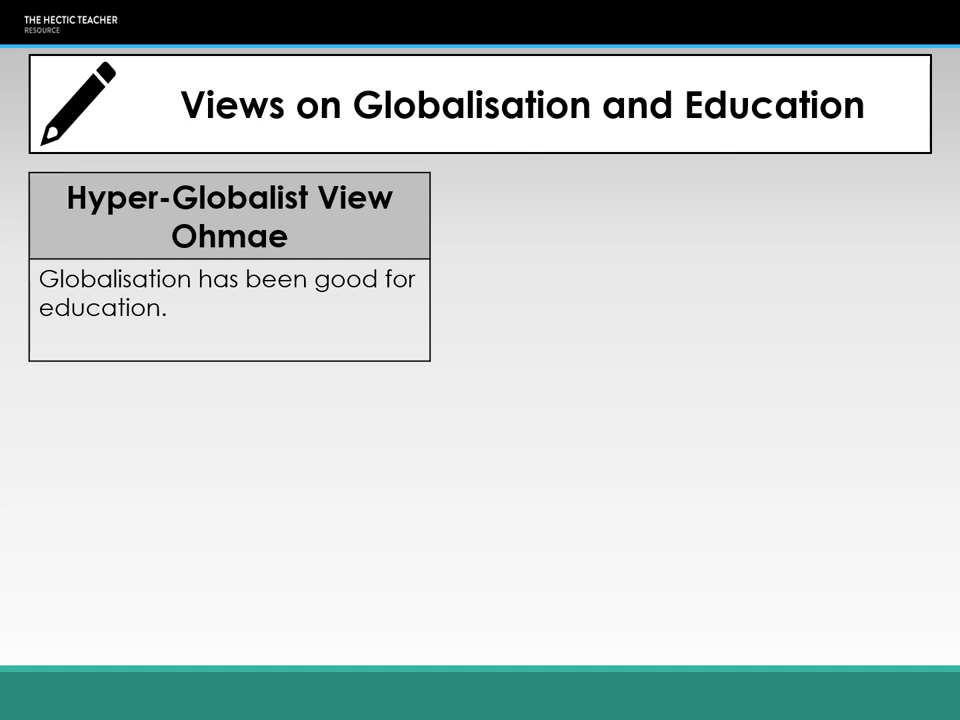 THE HECTIC TEACHER
RESOURCE
Views on Globalisation and Education
Hyper-Globalist View
Ohmae
Globalisation has been good for
education.